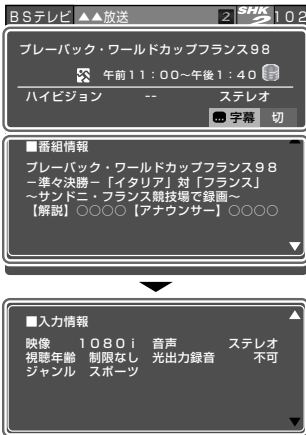 BSテレビ ▲▲放送 2 SHK 2 102
プレーバック・ワールドカップフランス98
午前11:00~午後1:40
ハイビジョン -- ステレオ
字幕 切
■番組情報
プレーバック・ワールドカップフランス98
-準々決勝-「イタリア」対「フランス」
~サンドニ・フランス競技場で録画~
【解説】○○○○【アナウンサー】○○○○
■入力情報
映像 1080i 音声 ステレオ
視聴年齢 制限なし 光出力録音 不可
ジャンル スポーツ